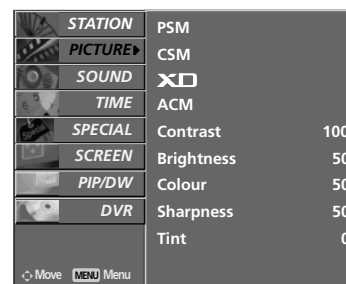 STATION
PICTURE
SOUND
TIME
SPECIAL
SCREEN
PIP/DW
DVR
Move MENU Menu
PSM
CSM
XD
ACM
Contrast 100
Brightness 50
Colour 50
Sharpness 50
Tint 0